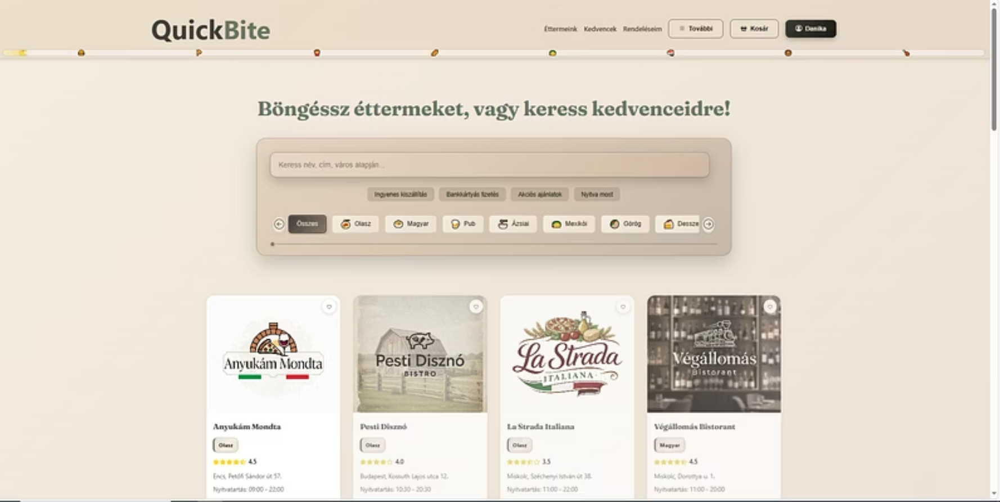 QuickBite
Éttermeink Kedvencek Rendeléseim További Kosár Danika
Böngéssz éttermeket, vagy keress kedvenceidre!
Keress név, cím, város alapján...
Ingyenes kiszállítás Bankkártyás fizetés Akciós ajánlatok Nyitva most
Összes Olasz Magyar Pub Ázsiai Mexikói Görög Dessze
Anyukám Mondta
Pesti Disznó
BISTRO
La Strada
ITALIANA
Végállomás
Bistorant
Anyukám Mondta
Olasz
4.5
Encs, Petőfi Sándor út 57.
Nyitvatartás: 09:00 - 22:00
Pesti Disznó
Olasz
4.0
Budapest, Kossuth Lajos utca 12.
Nyitvatartás: 10:30 - 20:30
La Strada Italiana
Olasz
3.5
Miskolc, Széchenyi István út 38.
Nyitvatartás: 11:00 - 22:00
Végállomás Bistorant
Magyar
4.5
Miskolc, Dorottya u. 1.
Nyitvatartás: 11:00 - 20:00